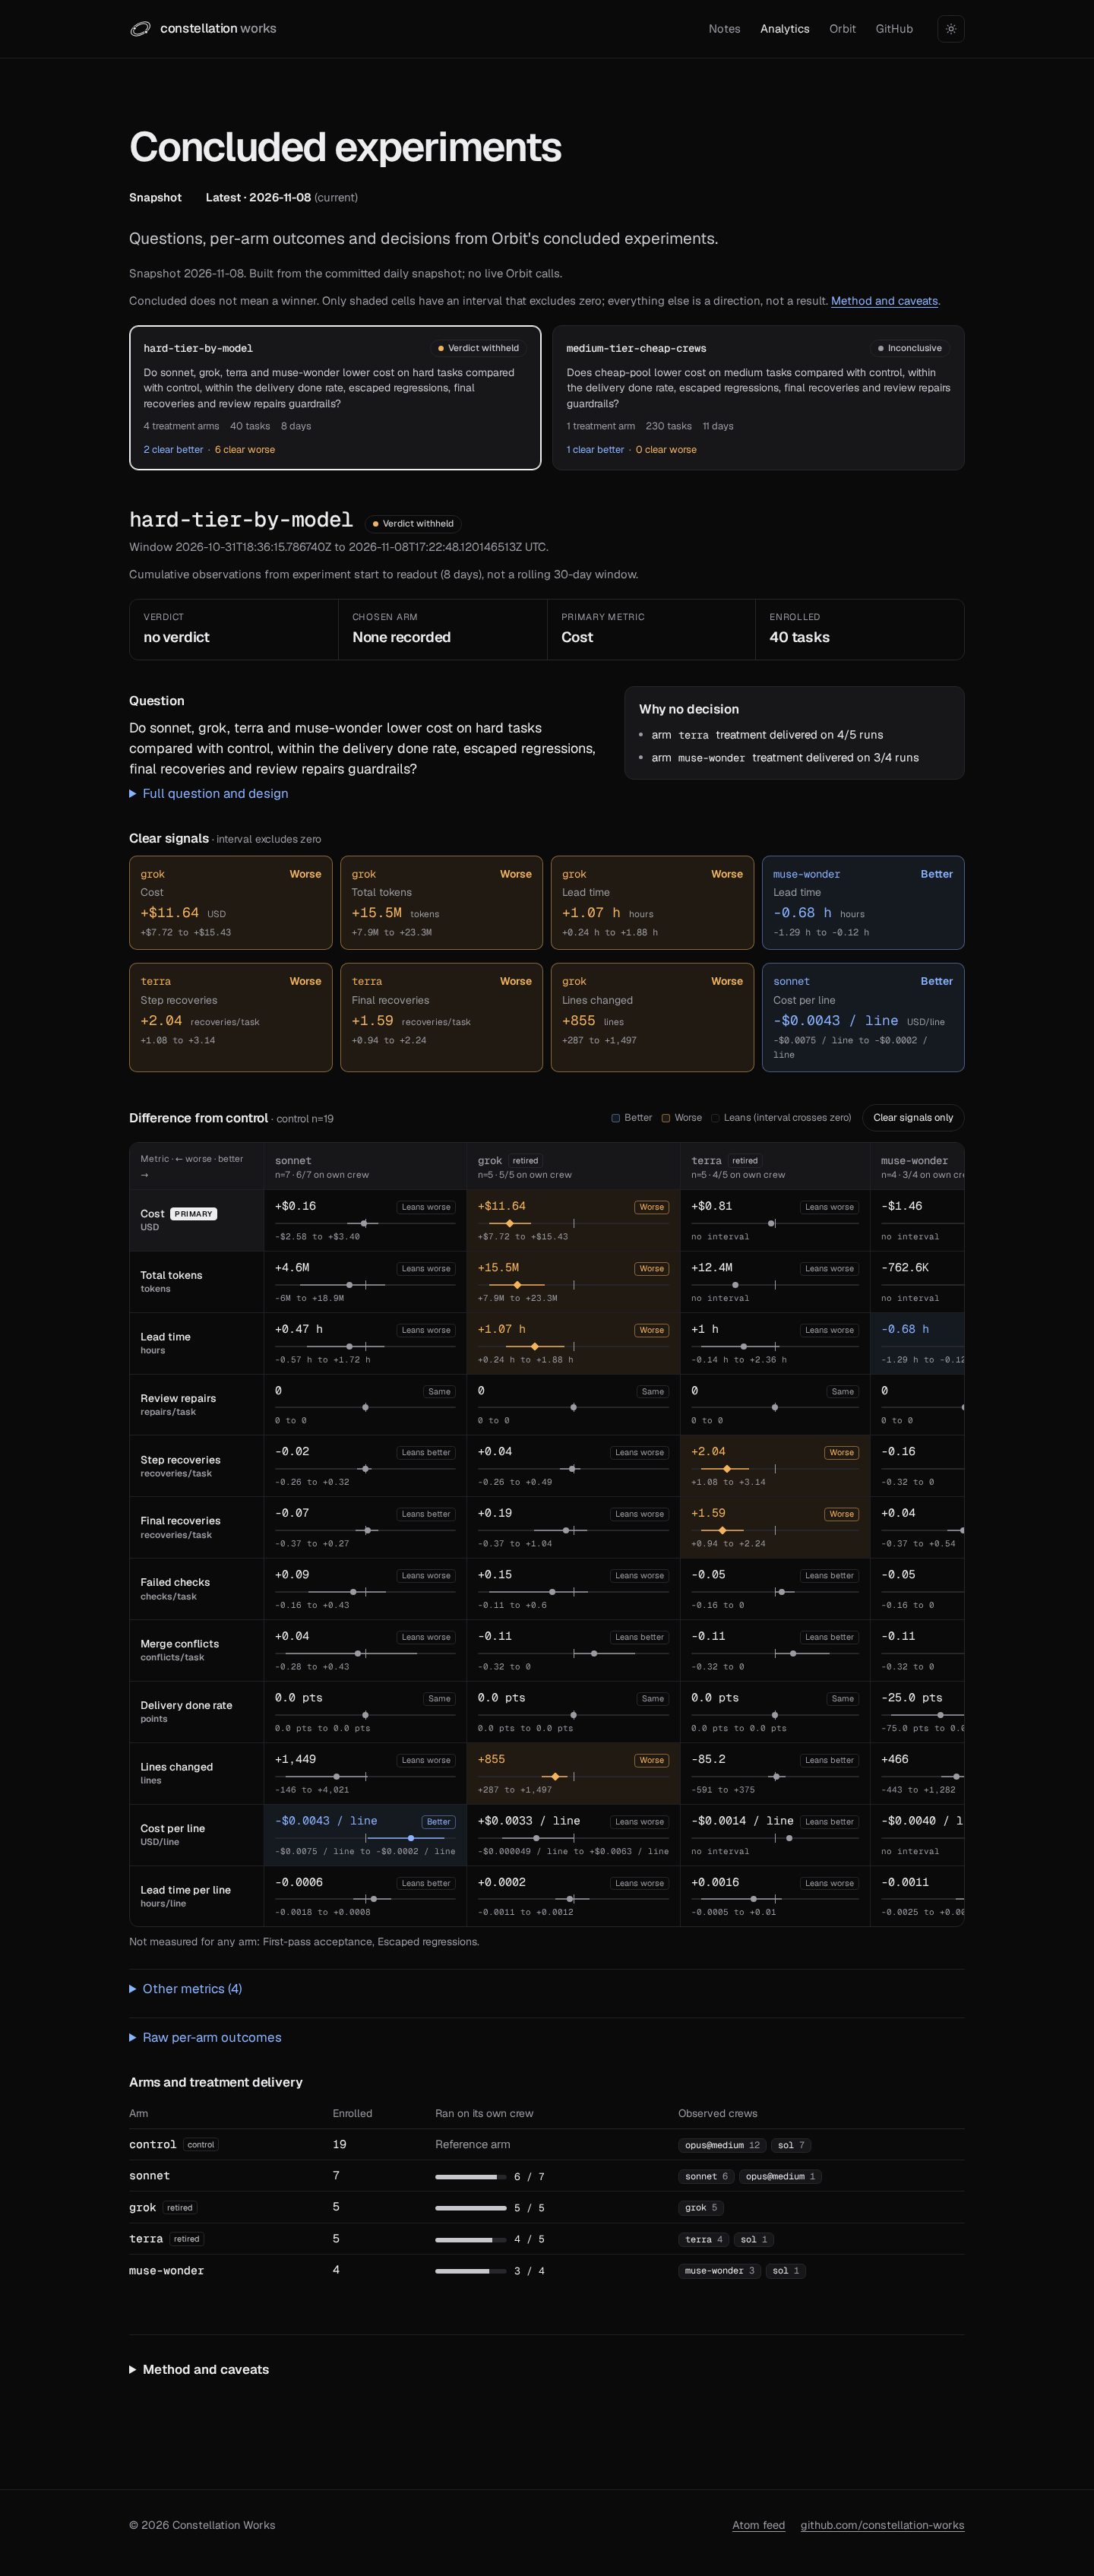 constellation works
Notes Analytics Orbit GitHub
Concluded experiments
Snapshot Latest · 2026-11-08 (current)
Questions, per-arm outcomes and decisions from Orbit's concluded experiments.
Snapshot 2026-11-08. Built from the committed daily snapshot; no live Orbit calls.
Concluded does not mean a winner. Only shaded cells have an interval that excludes zero; everything else is a direction, not a result. Method and caveats.
hard-tier-by-model Verdict withheld
Do sonnet, grok, terra and muse-wonder lower cost on hard tasks compared
with control, within the delivery done rate, escaped regressions, final
recoveries and review repairs guardrails?
4 treatment arms 40 tasks 8 days
2 clear better · 6 clear worse
medium-tier-cheap-crews Inconclusive
Does cheap-pool lower cost on medium tasks compared with control, within
the delivery done rate, escaped regressions, final recoveries and review repairs
guardrails?
1 treatment arm 230 tasks 11 days
1 clear better · 0 clear worse
hard-tier-by-model Verdict withheld
Window 2026-10-31T18:36:15.786740Z to 2026-11-08T17:22:48.120146513Z UTC.
Cumulative observations from experiment start to readout (8 days), not a rolling 30-day window.
VERDICT
no verdict
CHOSEN ARM
None recorded
PRIMARY METRIC
Cost
ENROLLED
40 tasks
Question
Do sonnet, grok, terra and muse-wonder lower cost on hard tasks
compared with control, within the delivery done rate, escaped regressions,
final recoveries and review repairs guardrails?
▶ Full question and design
Why no decision
• arm terra treatment delivered on 4/5 runs
• arm muse-wonder treatment delivered on 3/4 runs
Clear signals · interval excludes zero
grok Worse
Cost
+$11.64 USD
+$7.72 to +$15.43
grok Worse
Total tokens
+15.5M tokens
+7.9M to +23.3M
grok Worse
Lead time
+1.07 h hours
+0.24 h to +1.88 h
muse-wonder Better
Lead time
-0.68 h hours
-1.29 h to -0.12 h
terra Worse
Step recoveries
+2.04 recoveries/task
+1.08 to +3.14
terra Worse
Final recoveries
+1.59 recoveries/task
+0.94 to +2.24
grok Worse
Lines changed
+855 lines
+287 to +1,497
sonnet Better
Cost per line
-$0.0043 / line USD/line
-$0.0075 / line to -$0.0002 /
line
Difference from control · control n=19
Better Worse Leans (interval crosses zero) Clear signals only
Metric · ← worse · better
→
sonnet
n=7 · 6/7 on own crew
grok retired
n=5 · 5/5 on own crew
terra retired
n=5 · 4/5 on own crew
muse-wonder
n=4 · 3/4 on own cre
Cost PRIMARY
USD
+$0.16 Leans worse
-$2.58 to +$3.40
+$11.64 Worse
+$7.72 to +$15.43
+$0.81 Leans worse
no interval
-$1.46
no interval
Total tokens
tokens
+4.6M Leans worse
-6M to +18.9M
+15.5M Worse
+7.9M to +23.3M
+12.4M Leans worse
no interval
-762.6K
no interval
Lead time
hours
+0.47 h Leans worse
-0.57 h to +1.72 h
+1.07 h Worse
+0.24 h to +1.88 h
+1 h Leans worse
-0.14 h to +2.36 h
-0.68 h
-1.29 h to -0.12
Review repairs
repairs/task
0 Same
0 to 0
0 Same
0 to 0
0 Same
0 to 0
0
0 to 0
Step recoveries
recoveries/task
-0.02 Leans better
-0.26 to +0.32
+0.04 Leans worse
-0.26 to +0.49
+2.04 Worse
+1.08 to +3.14
-0.16
-0.32 to 0
Final recoveries
recoveries/task
-0.07 Leans better
-0.37 to +0.27
+0.19 Leans worse
-0.37 to +1.04
+1.59 Worse
+0.94 to +2.24
+0.04
-0.37 to +0.54
Failed checks
checks/task
+0.09 Leans worse
-0.16 to +0.43
+0.15 Leans worse
-0.11 to +0.6
-0.05 Leans better
-0.16 to 0
-0.05
-0.16 to 0
Merge conflicts
conflicts/task
+0.04 Leans worse
-0.28 to +0.43
-0.11 Leans better
-0.32 to 0
-0.11 Leans better
-0.32 to 0
-0.11
-0.32 to 0
Delivery done rate
points
0.0 pts Same
0.0 pts to 0.0 pts
0.0 pts Same
0.0 pts to 0.0 pts
0.0 pts Same
0.0 pts to 0.0 pts
-25.0 pts
-75.0 pts to 0.0
Lines changed
lines
+1,449 Leans worse
-146 to +4,021
+855 Worse
+287 to +1,497
-85.2 Leans better
-591 to +375
+466
-443 to +1,282
Cost per line
USD/line
-$0.0043 / line Better
-$0.0075 / line to -$0.0002 / line
+$0.0033 / line Leans worse
-$0.000049 / line to +$0.0063 / line
-$0.0014 / line Leans better
no interval
-$0.0040 / l
no interval
Lead time per line
hours/line
-0.0006 Leans better
-0.0018 to +0.0008
+0.0002 Leans worse
-0.0011 to +0.0012
+0.0016 Leans worse
-0.0005 to +0.01
-0.0011
-0.0025 to +0.00
Not measured for any arm: First-pass acceptance, Escaped regressions.
▶ Other metrics (4)
▶ Raw per-arm outcomes
Arms and treatment delivery
Arm Enrolled Ran on its own crew Observed crews
control control 19 Reference arm opus@medium 12 sol 7
sonnet 7 6 / 7 sonnet 6 opus@medium 1
grok retired 5 5 / 5 grok 5
terra retired 5 4 / 5 terra 4 sol 1
muse-wonder 4 3 / 4 muse-wonder 3 sol 1
▶ Method and caveats
© 2026 Constellation Works
Atom feed github.com/constellation-works